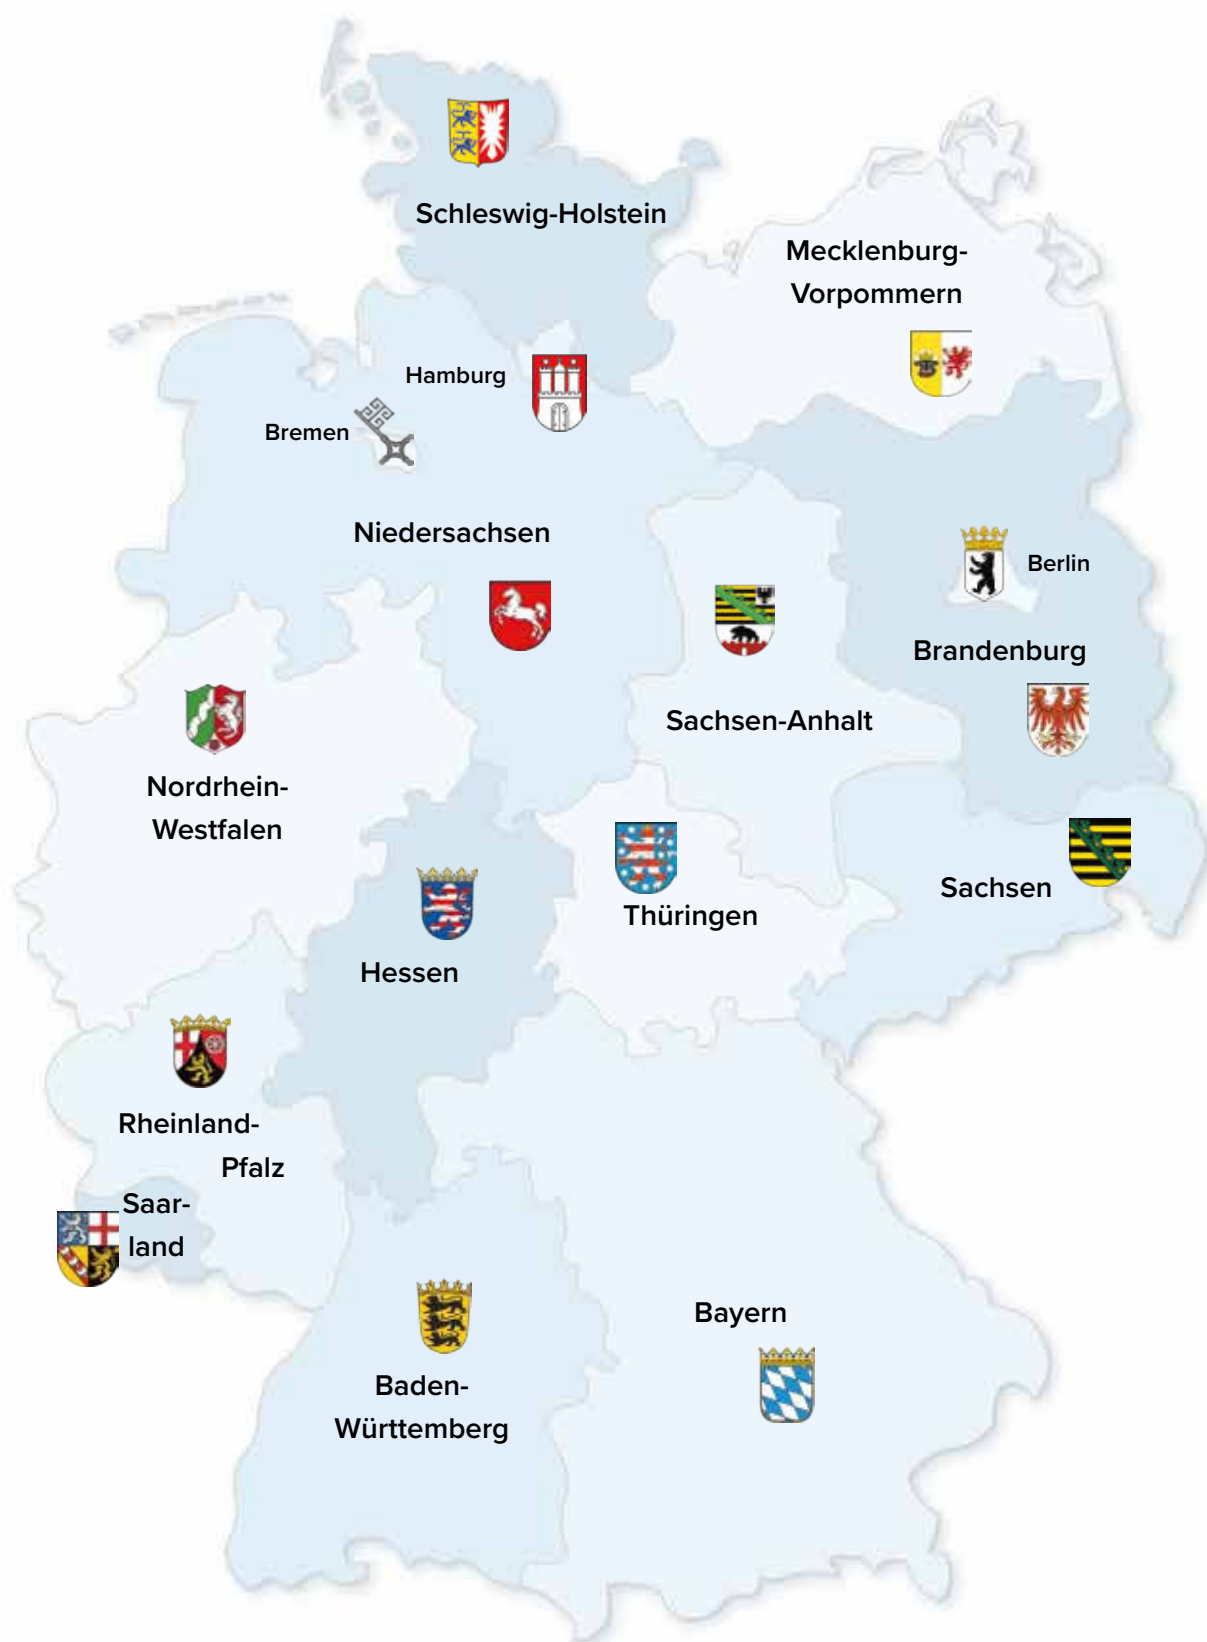 Schleswig-Holstein
Mecklenburg-
Vorpommern
Hamburg
Bremen
Niedersachsen
Berlin
Brandenburg
Sachsen-Anhalt
Nordrhein-
Westfalen
Sachsen
Thüringen
Hessen
Rheinland-
Pfalz
Saar-
land
Bayern
Baden-
Württemberg